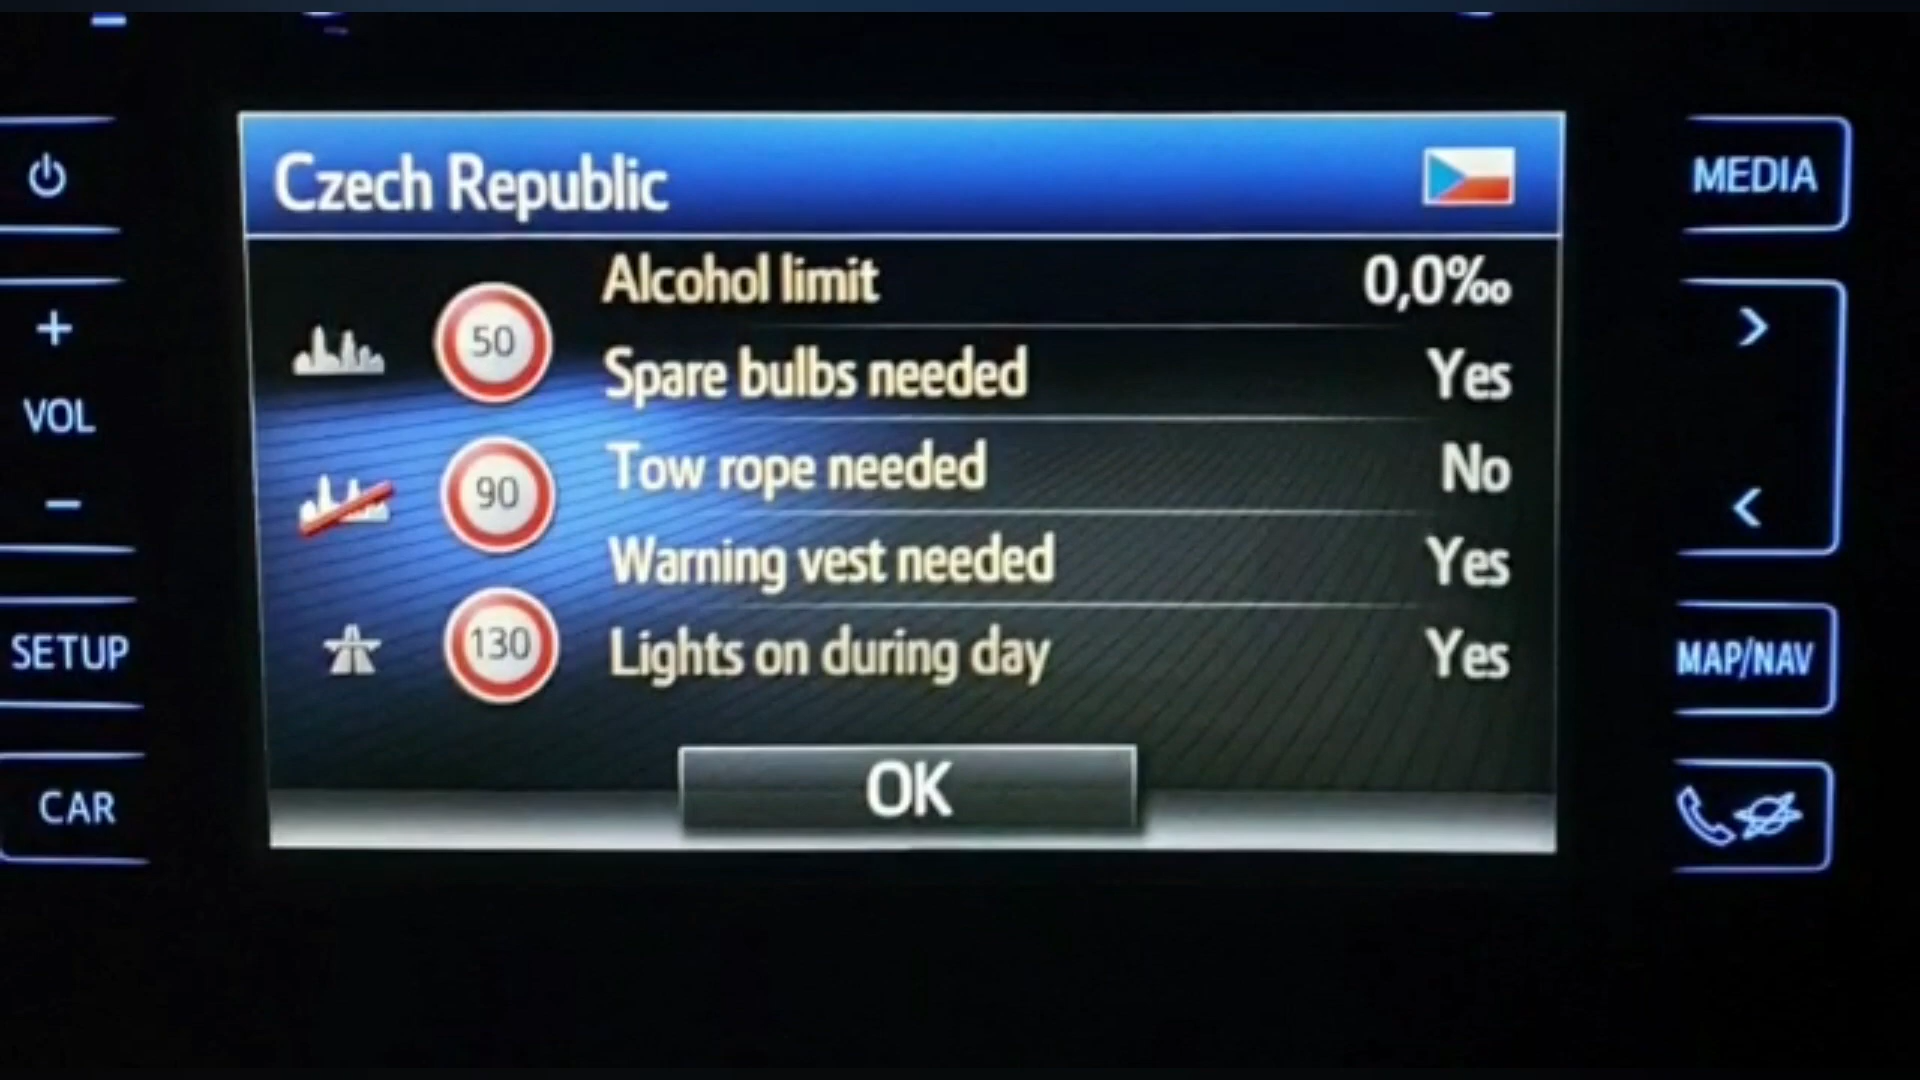 Czech Republic
Alcohol limit 0,0‰
50
Spare bulbs needed Yes
Tow rope needed No
90
Warning vest needed Yes
130
Lights on during day Yes
OK
+
VOL
−
SETUP
CAR
MEDIA
>
<
MAP/NAV